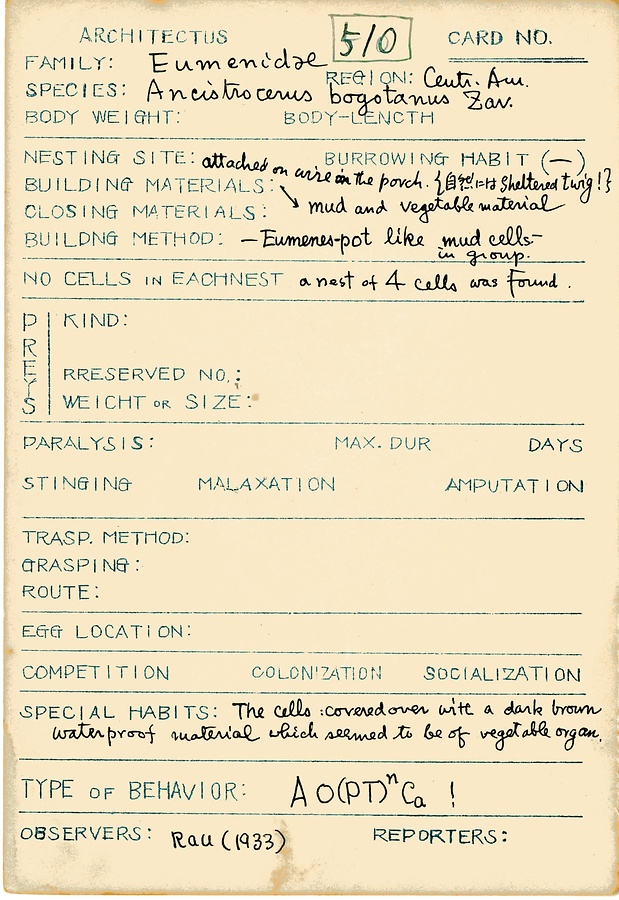 ARCHITECTUS 510 CARD NO.
FAMILY: Eumenidae
REGION: Centr. Am.
SPECIES: Ancistrocerus bogotanus Zav.
BODY WEIGHT: BODY-LENGTH
NESTING SITE: attached on wire in the porch. {自然には Sheltered twig!}
BURROWING HABIT (—)
BUILDING MATERIALS: mud and vegetable material
CLOSING MATERIALS:
BUILDNG METHOD: — Eumenes-pot like mud cells— in group.
NO CELLS IN EACHNEST a nest of 4 cells was found.
PREYS
KIND:
RRESERVED NO.:
WEICHT OR SIZE:
PARALYSIS: MAX. DUR DAYS
STINGING MALAXATION AMPUTATION
TRASP. METHOD:
GRASPING:
ROUTE:
EGG LOCATION:
COMPETITION COLONIZATION SOCIALIZATION
SPECIAL HABITS: The cells :covered over with a dark brown
waterproof material which seemed to be of vegetable organ.
TYPE OF BEHAVIOR: AO(PT)ⁿCₐ !
OBSERVERS: Rau (1933) REPORTERS: